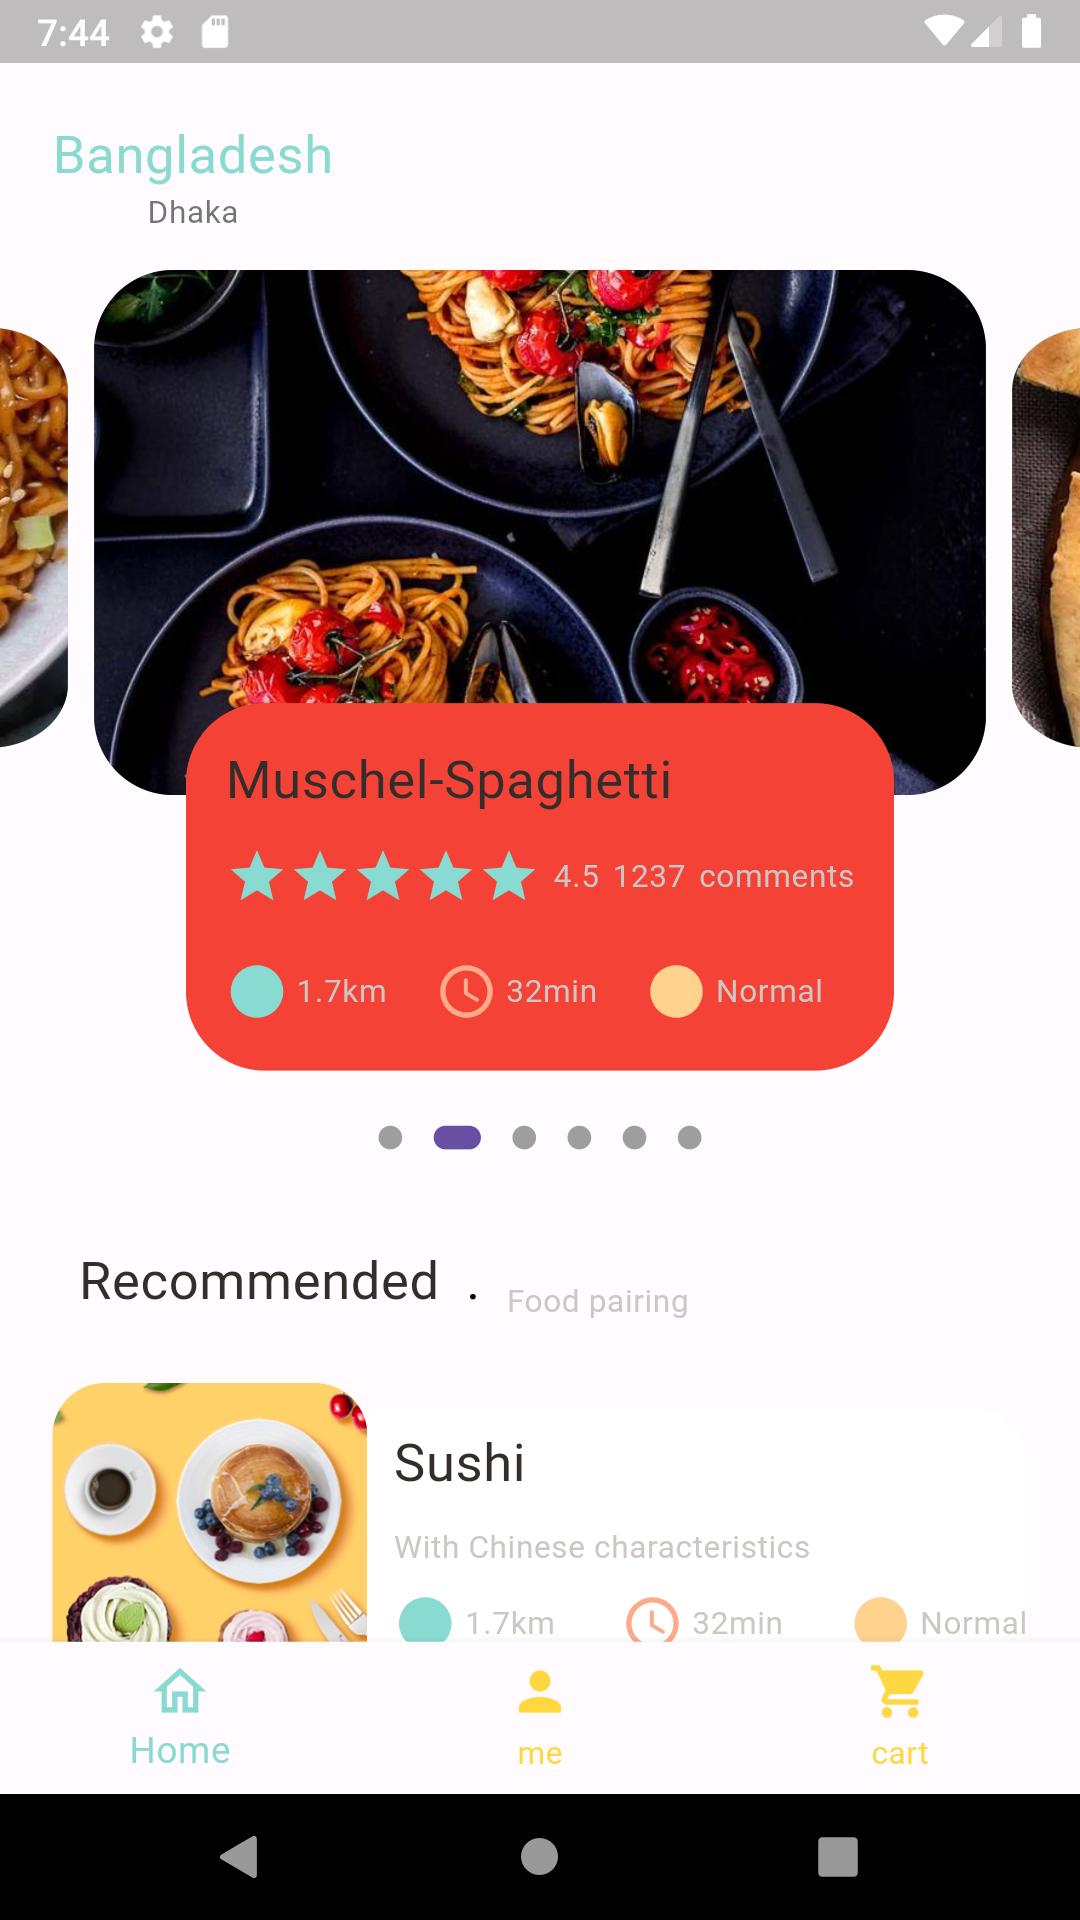 7:44
Bangladesh
Dhaka
Muschel-Spaghetti
4.5 1237 comments
1.7km 32min Normal
Recommended . Food pairing
Sushi
With Chinese characteristics
1.7km 32min Normal
Home me cart